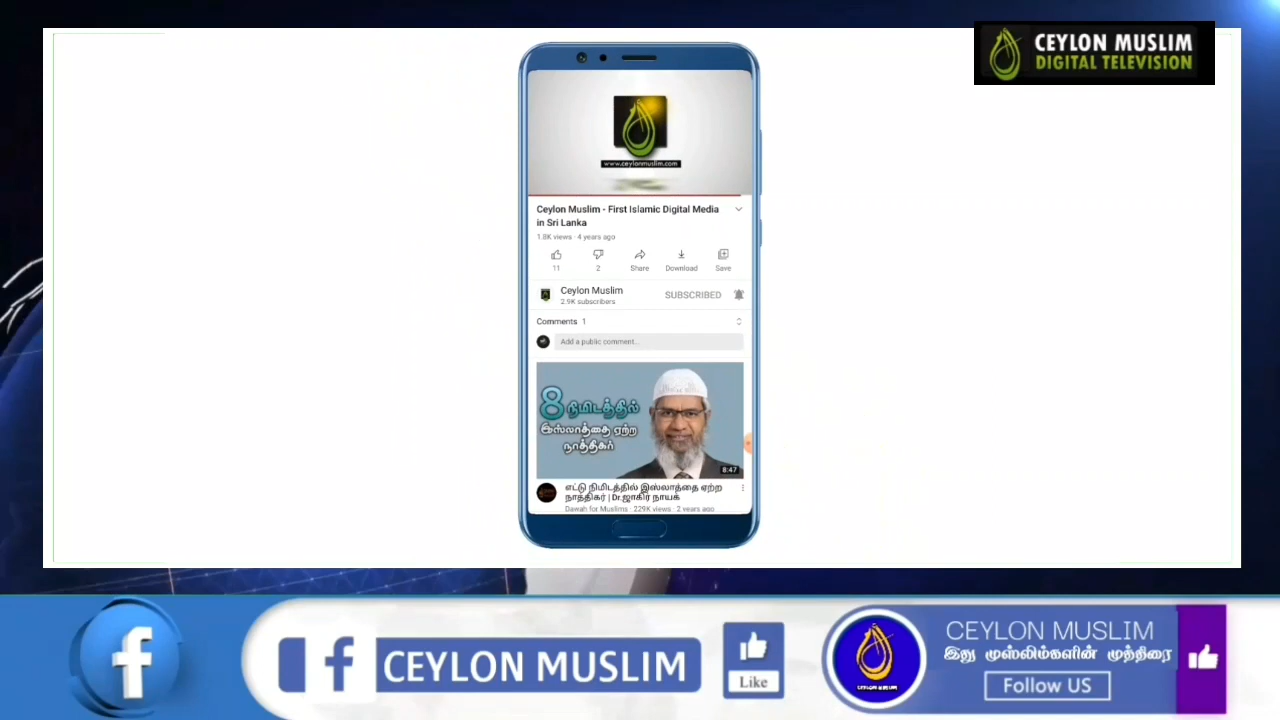 CEYLON MUSLIM
DIGITAL TELEVISION
www.ceylonmuslim.com
Ceylon Muslim - First Islamic Digital Media
in Sri Lanka
1.8K views · 4 years ago
11
2
Share
Download
Save
Ceylon Muslim
2.9K subscribers
SUBSCRIBED
Comments 1
Add a public comment...
8 நிமிடத்தில்
இஸ்லாத்தை ஏற்ற
நாத்திகர்
8:47
எட்டு நிமிடத்தில் இஸ்லாத்தை ஏற்ற
நாத்திகர் | Dr.ஜாகிர் நாயக்
Dawah for Muslims · 229K views · 2 years ago
f
f CEYLON MUSLIM
Like
CEYLON MUSLIM
CEYLON MUSLIM
இது முஸ்லிம்களின் முத்திரை
Follow US